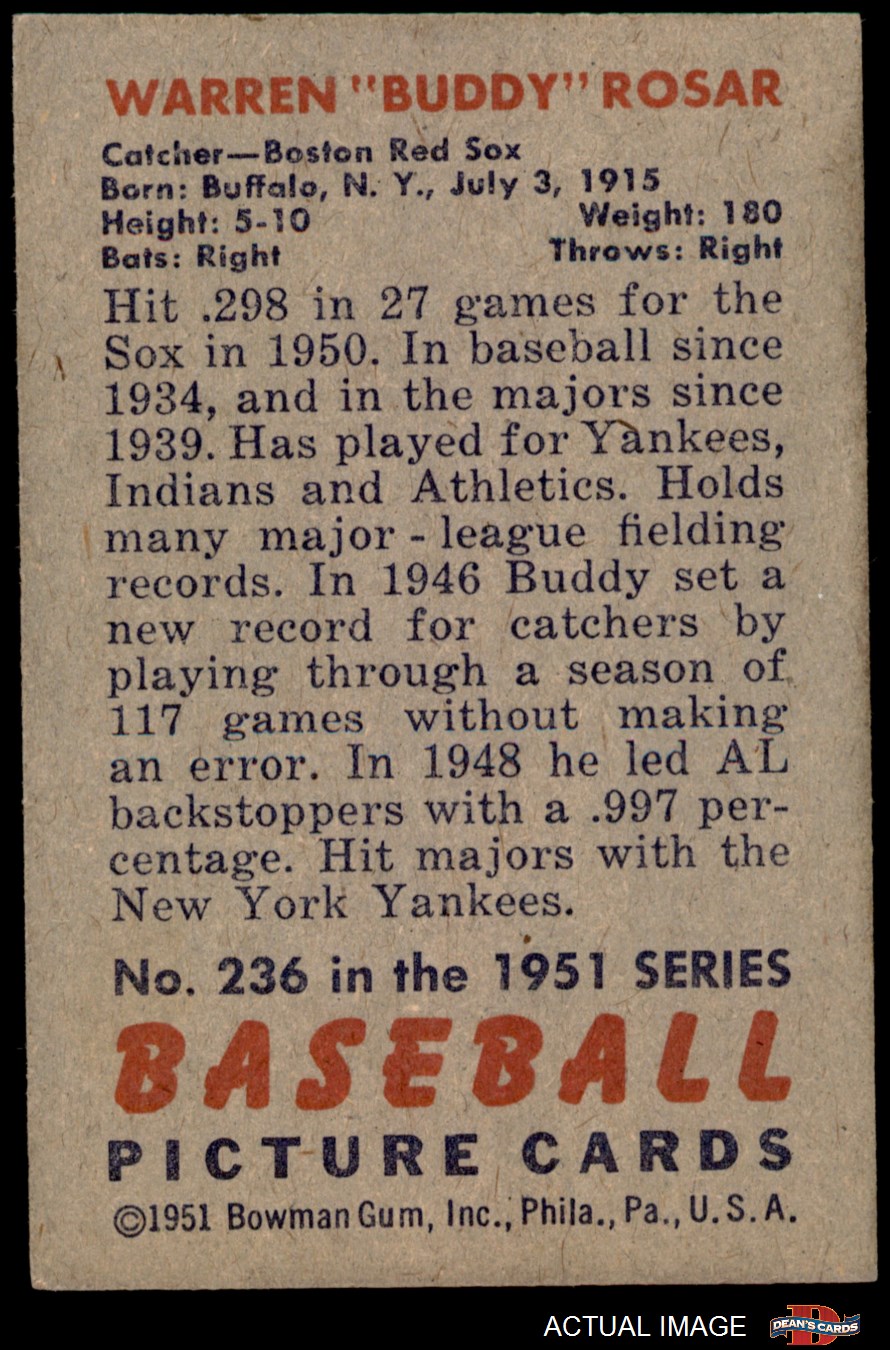 WARREN "BUDDY" ROSAR
Catcher—Boston Red Sox
Born: Buffalo, N. Y., July 3, 1915
Height: 5-10 Weight: 180
Bats: Right Throws: Right
Hit .298 in 27 games for the
Sox in 1950. In baseball since
1934, and in the majors since
1939. Has played for Yankees,
Indians and Athletics. Holds
many major - league fielding
records. In 1946 Buddy set a
new record for catchers by
playing through a season of
117 games without making
an error. In 1948 he led AL
backstoppers with a .997 per-
centage. Hit majors with the
New York Yankees.
No. 236 in the 1951 SERIES
BASEBALL
PICTURE CARDS
©1951 Bowman Gum, Inc., Phila., Pa., U. S. A.
ACTUAL IMAGE
D
DEAN'S CARDS